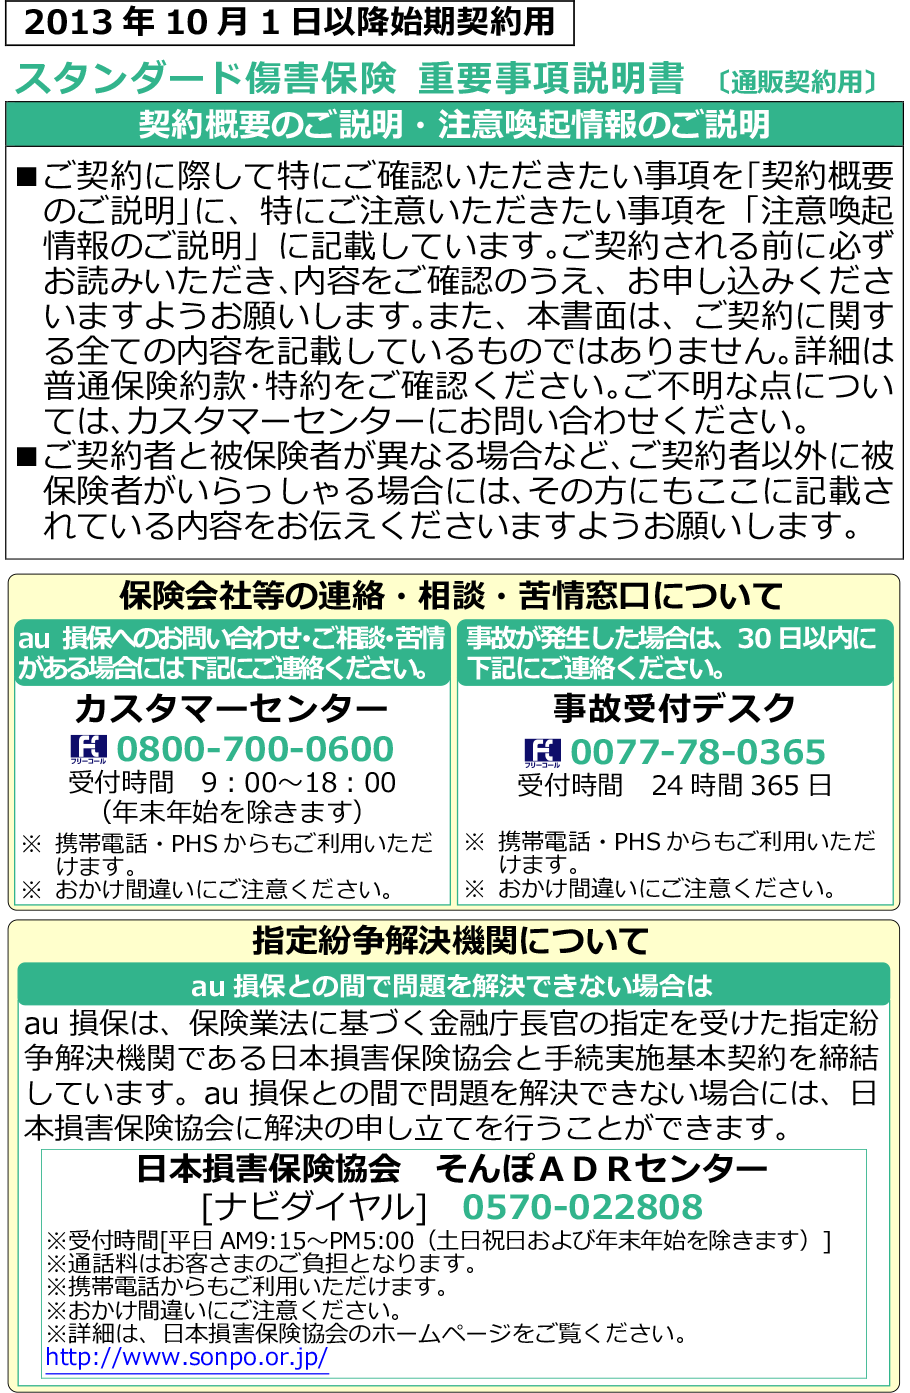 2013 年 10 月 1 日以降始期契約用
スタンダード傷害保険 重要事項説明書 〔通販契約用〕
契約概要のご説明・注意喚起情報のご説明
■ご契約に際して特にご確認いただきたい事項を｢契約概要
のご説明｣に、特にご注意いただきたい事項を「注意喚起
情報のご説明」に記載しています。ご契約される前に必ず
お読みいただき、内容をご確認のうえ、お申し込みくださ
いますようお願いします。また、本書面は、ご契約に関す
る全ての内容を記載しているものではありません。詳細は
普通保険約款･特約をご確認ください。ご不明な点につい
ては、カスタマーセンターにお問い合わせください。
■ご契約者と被保険者が異なる場合など、ご契約者以外に被
保険者がいらっしゃる場合には、その方にもここに記載さ
れている内容をお伝えくださいますようお願いします。
保険会社等の連絡・相談・苦情窓口について
au 損保へのお問い合わせ・ご相談・苦情
がある場合には下記にご連絡ください。
カスタマーセンター
フリーコール 0800-700-0600
受付時間 9：00～18：00
（年末年始を除きます）
※ 携帯電話・PHS からもご利用いただ
けます。
※ おかけ間違いにご注意ください。
事故が発生した場合は、30 日以内に
下記にご連絡ください。
事故受付デスク
フリーコール 0077-78-0365
受付時間 24 時間 365 日
※ 携帯電話・PHS からもご利用いただ
けます。
※ おかけ間違いにご注意ください。
指定紛争解決機関について
au 損保との間で問題を解決できない場合は
au 損保は、保険業法に基づく金融庁長官の指定を受けた指定紛
争解決機関である日本損害保険協会と手続実施基本契約を締結
しています。au 損保との間で問題を解決できない場合には、日
本損害保険協会に解決の申し立てを行うことができます。
日本損害保険協会 そんぽＡＤＲセンター
[ナビダイヤル] 0570-022808
※受付時間[平日 AM9:15～PM5:00（土日祝日および年末年始を除きます）]
※通話料はお客さまのご負担となります。
※携帯電話からもご利用いただけます。
※おかけ間違いにご注意ください。
※詳細は、日本損害保険協会のホームページをご覧ください。
http://www.sonpo.or.jp/